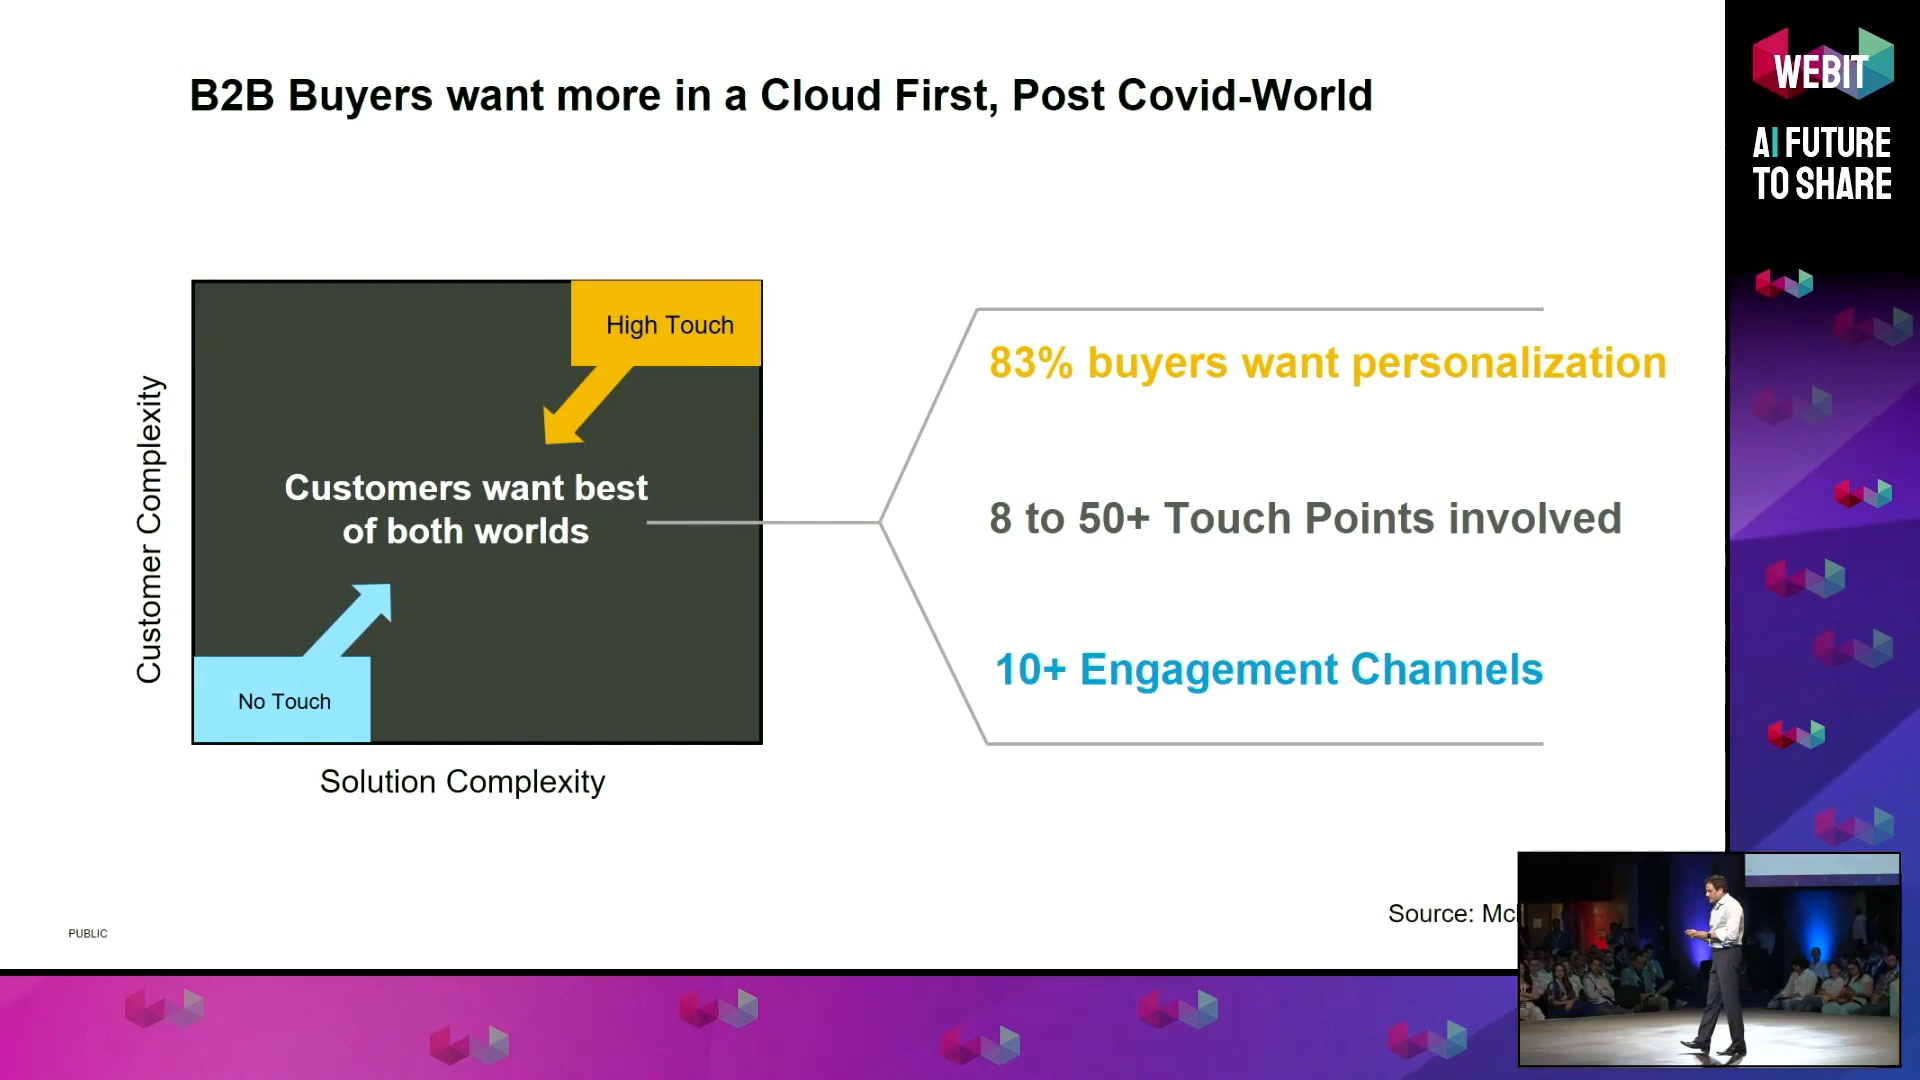 B2B Buyers want more in a Cloud First, Post Covid-World
WEBIT
AI FUTURE
TO SHARE
High Touch
Customer Complexity
Customers want best
of both worlds
No Touch
Solution Complexity
83% buyers want personalization
8 to 50+ Touch Points involved
10+ Engagement Channels
Source:
PUBLIC